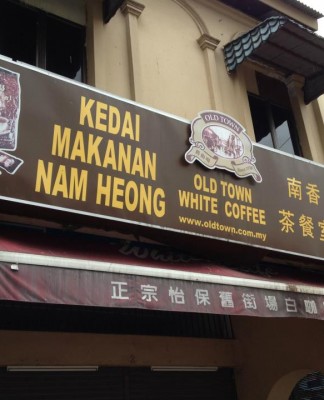 KEDAI
MAKANAN
NAM HEONG
OLD TOWN
OLD TOWN
WHITE COFFEE
www.oldtown.com.my
南香
茶餐室
正宗怡保舊街場白咖